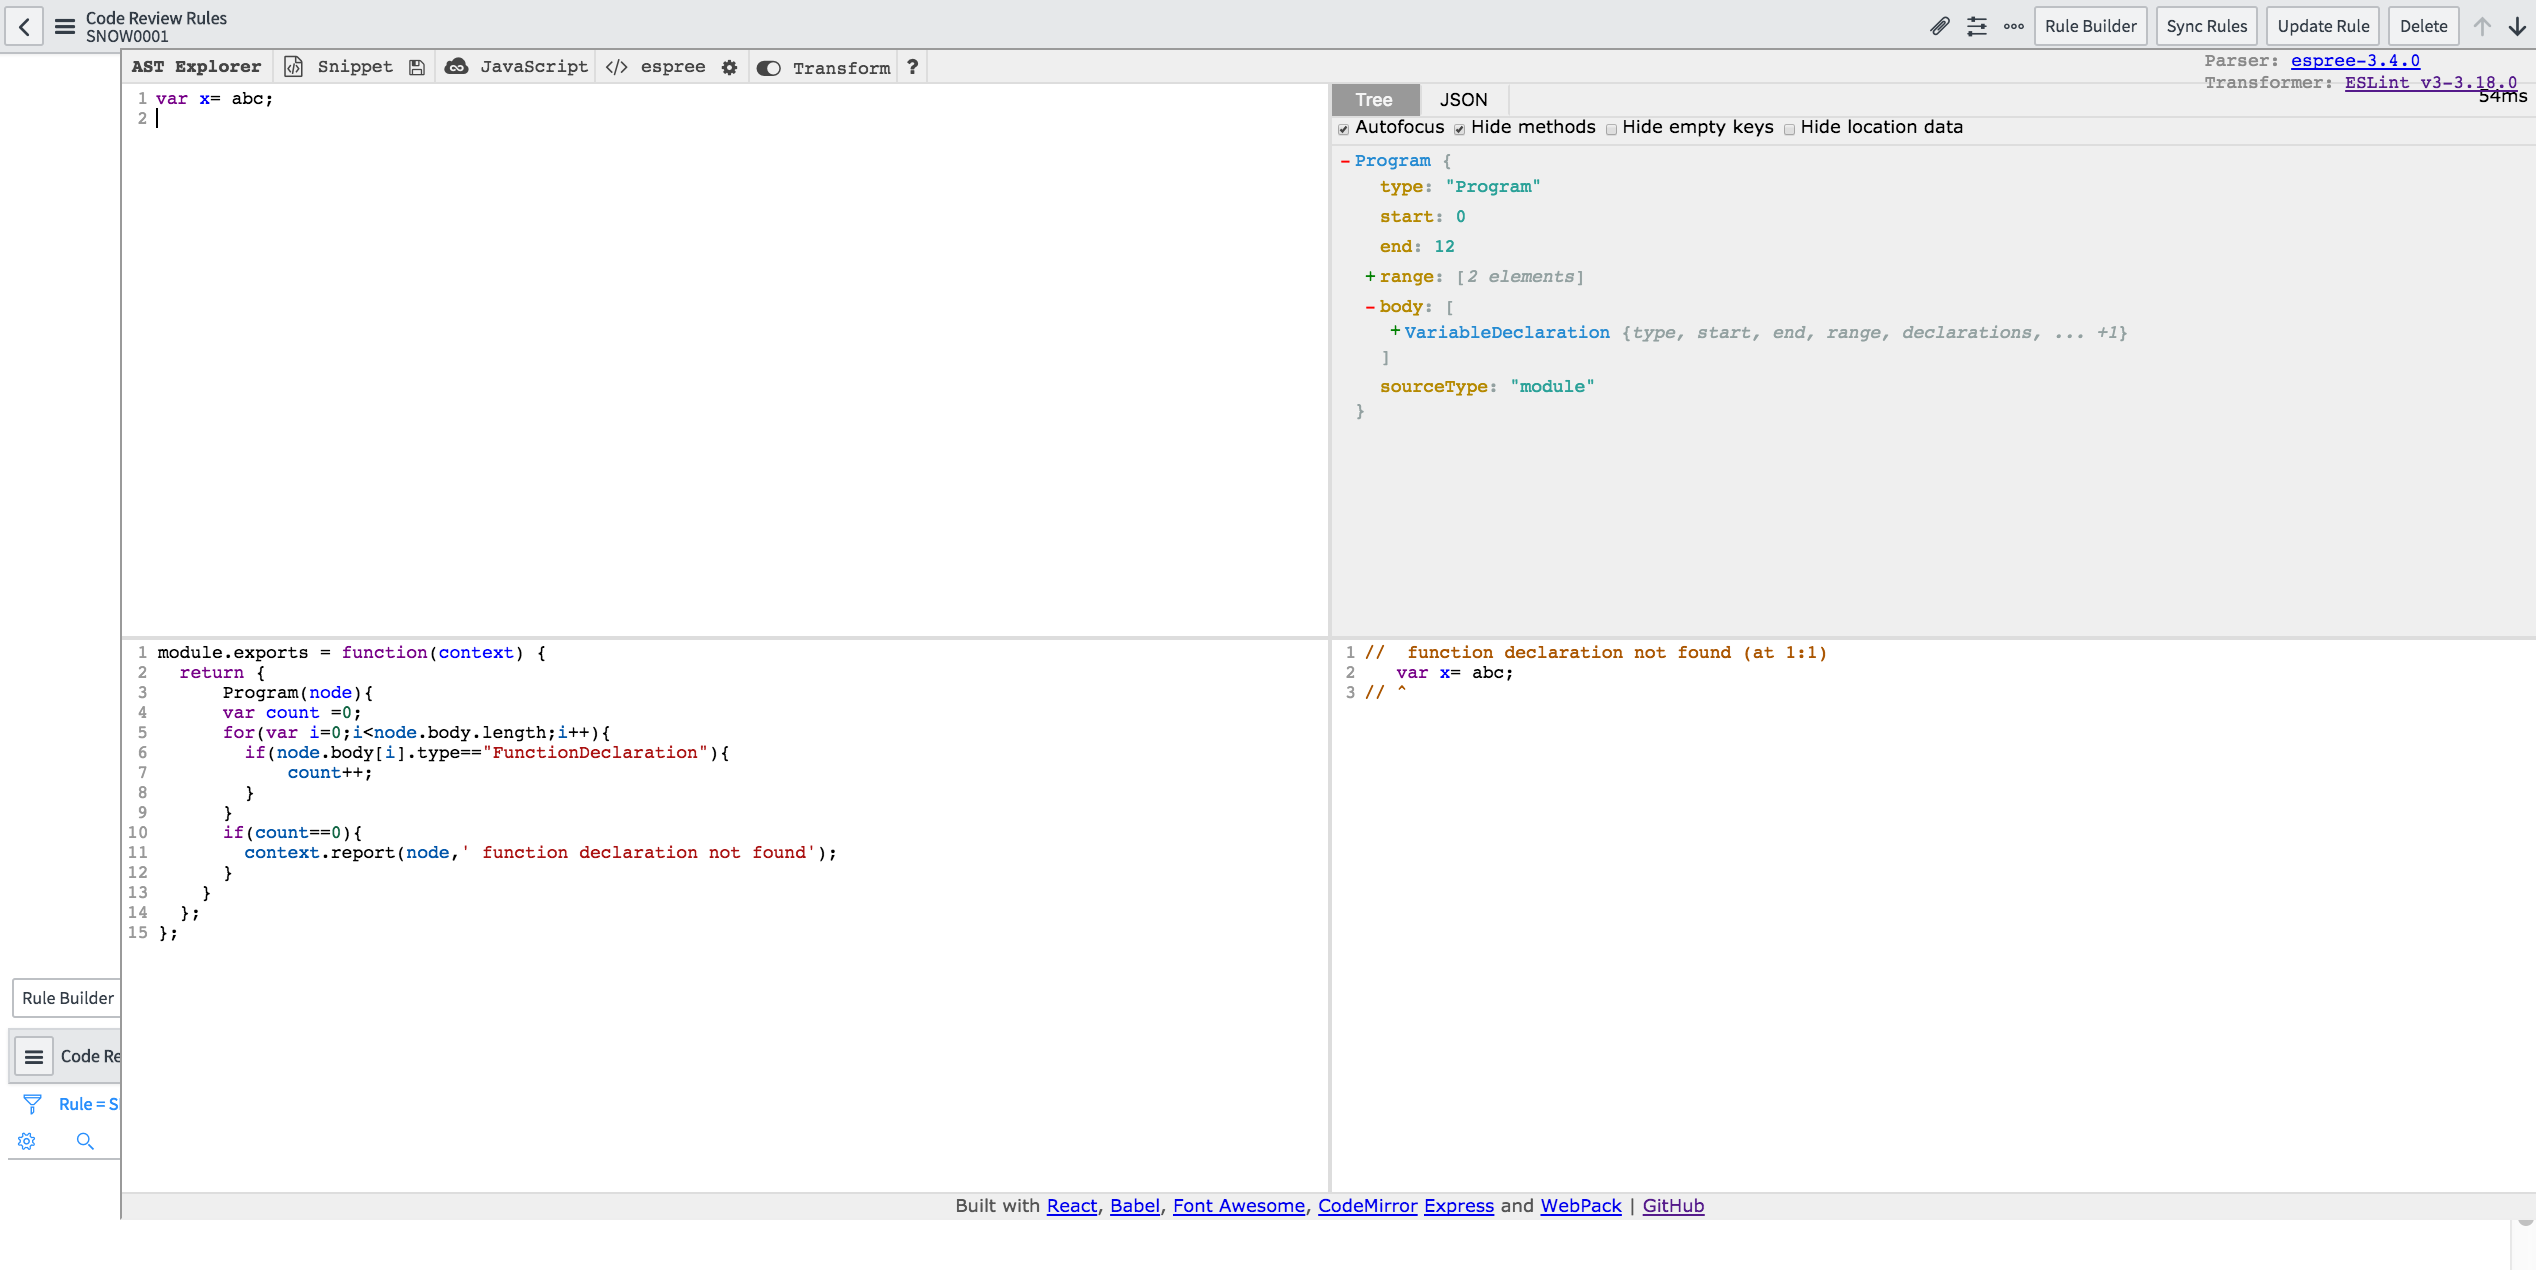 Code Review Rules
SNOW0001
Rule Builder
Sync Rules
Update Rule
Delete
AST Explorer
Snippet
JavaScript
</> espree
Transform
?
Parser: espree-3.4.0
Transformer: ESLint v3-3.18.0
54ms
1 var x= abc;
2
Tree
JSON
Autofocus Hide methods Hide empty keys Hide location data
- Program {
type: "Program"
start: 0
end: 12
+ range: [2 elements]
- body: [
+ VariableDeclaration {type, start, end, range, declarations, ... +1}
]
sourceType: "module"
}
1 module.exports = function(context) {
2 return {
3 Program(node){
4 var count =0;
5 for(var i=0;i<node.body.length;i++){
6 if(node.body[i].type=="FunctionDeclaration"){
7 count++;
8 }
9 }
10 if(count==0){
11 context.report(node,' function declaration not found');
12 }
13 }
14 };
15 };
1 //  function declaration not found (at 1:1)
2 var x= abc;
3 // ^
Rule Builder
Code Re
Rule = S
Built with React, Babel, Font Awesome, CodeMirror Express and WebPack | GitHub